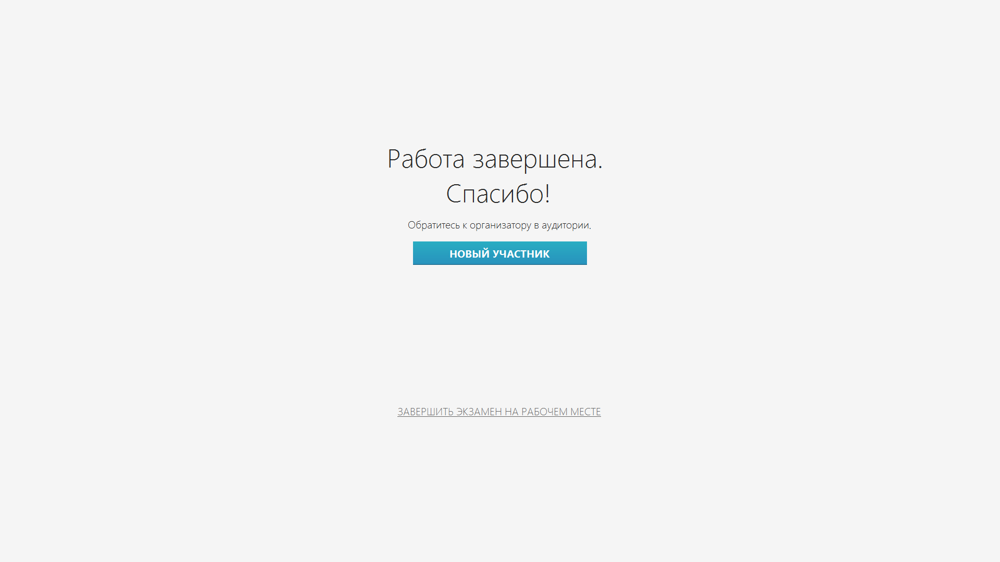 Работа завершена.
Спасибо!
Обратитесь к организатору в аудитории.
НОВЫЙ УЧАСТНИК
ЗАВЕРШИТЬ ЭКЗАМЕН НА РАБОЧЕМ МЕСТЕ